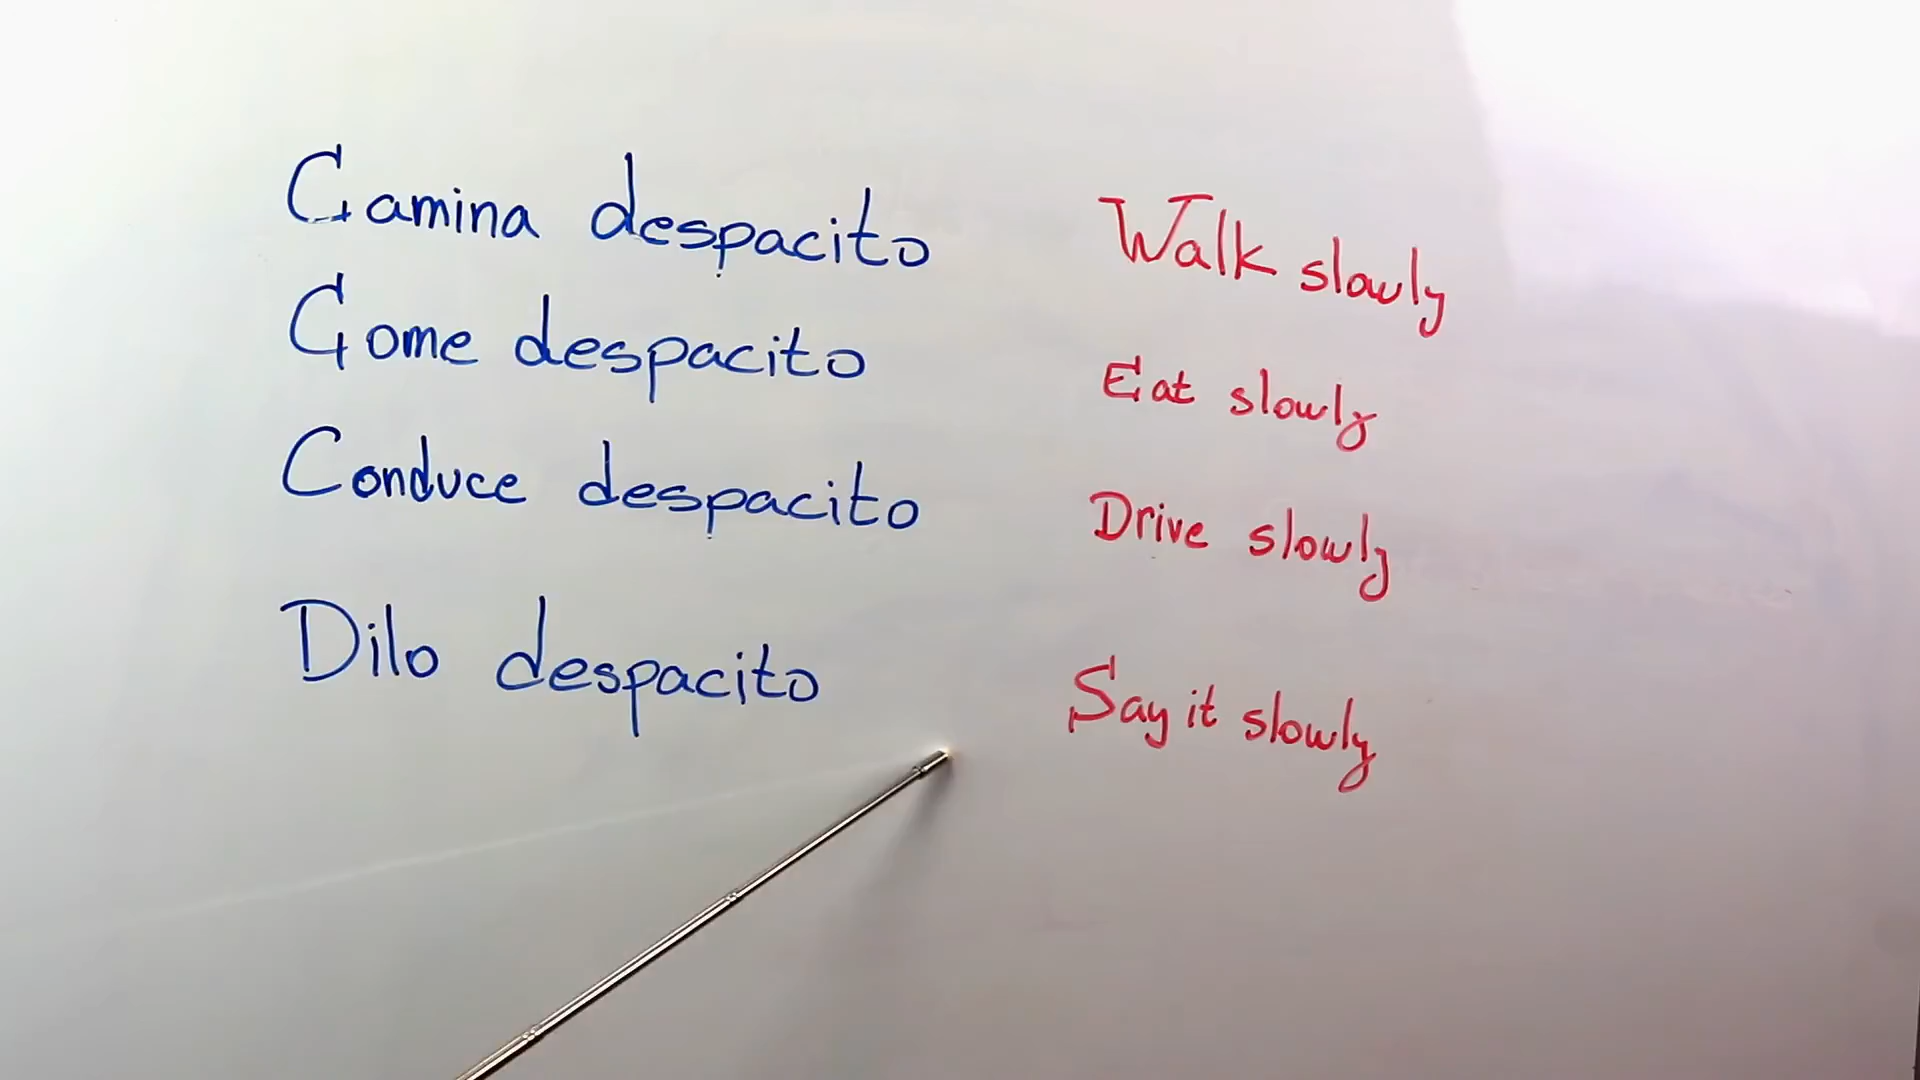 Camina despacito Walk slowly
Come despacito Eat slowly
Conduce despacito Drive slowly
Dilo despacito Say it slowly